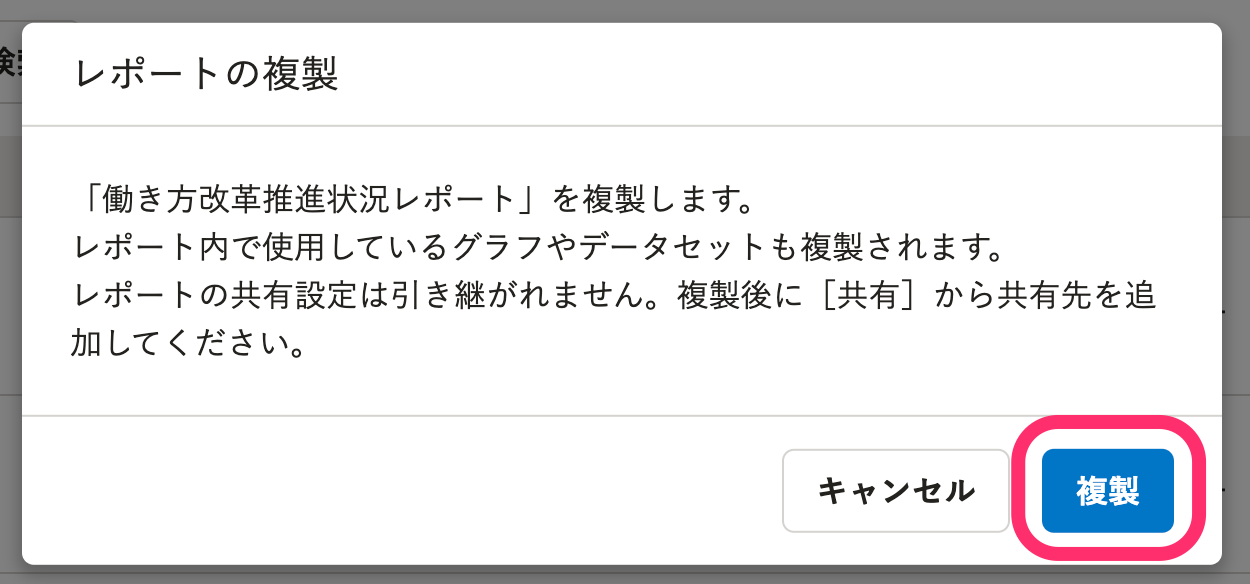 検索
レポートの複製
「働き方改革推進状況レポート」を複製します。
レポート内で使用しているグラフやデータセットも複製されます。
レポートの共有設定は引き継がれません。複製後に［共有］から共有先を追
加してください。
キャンセル
複製